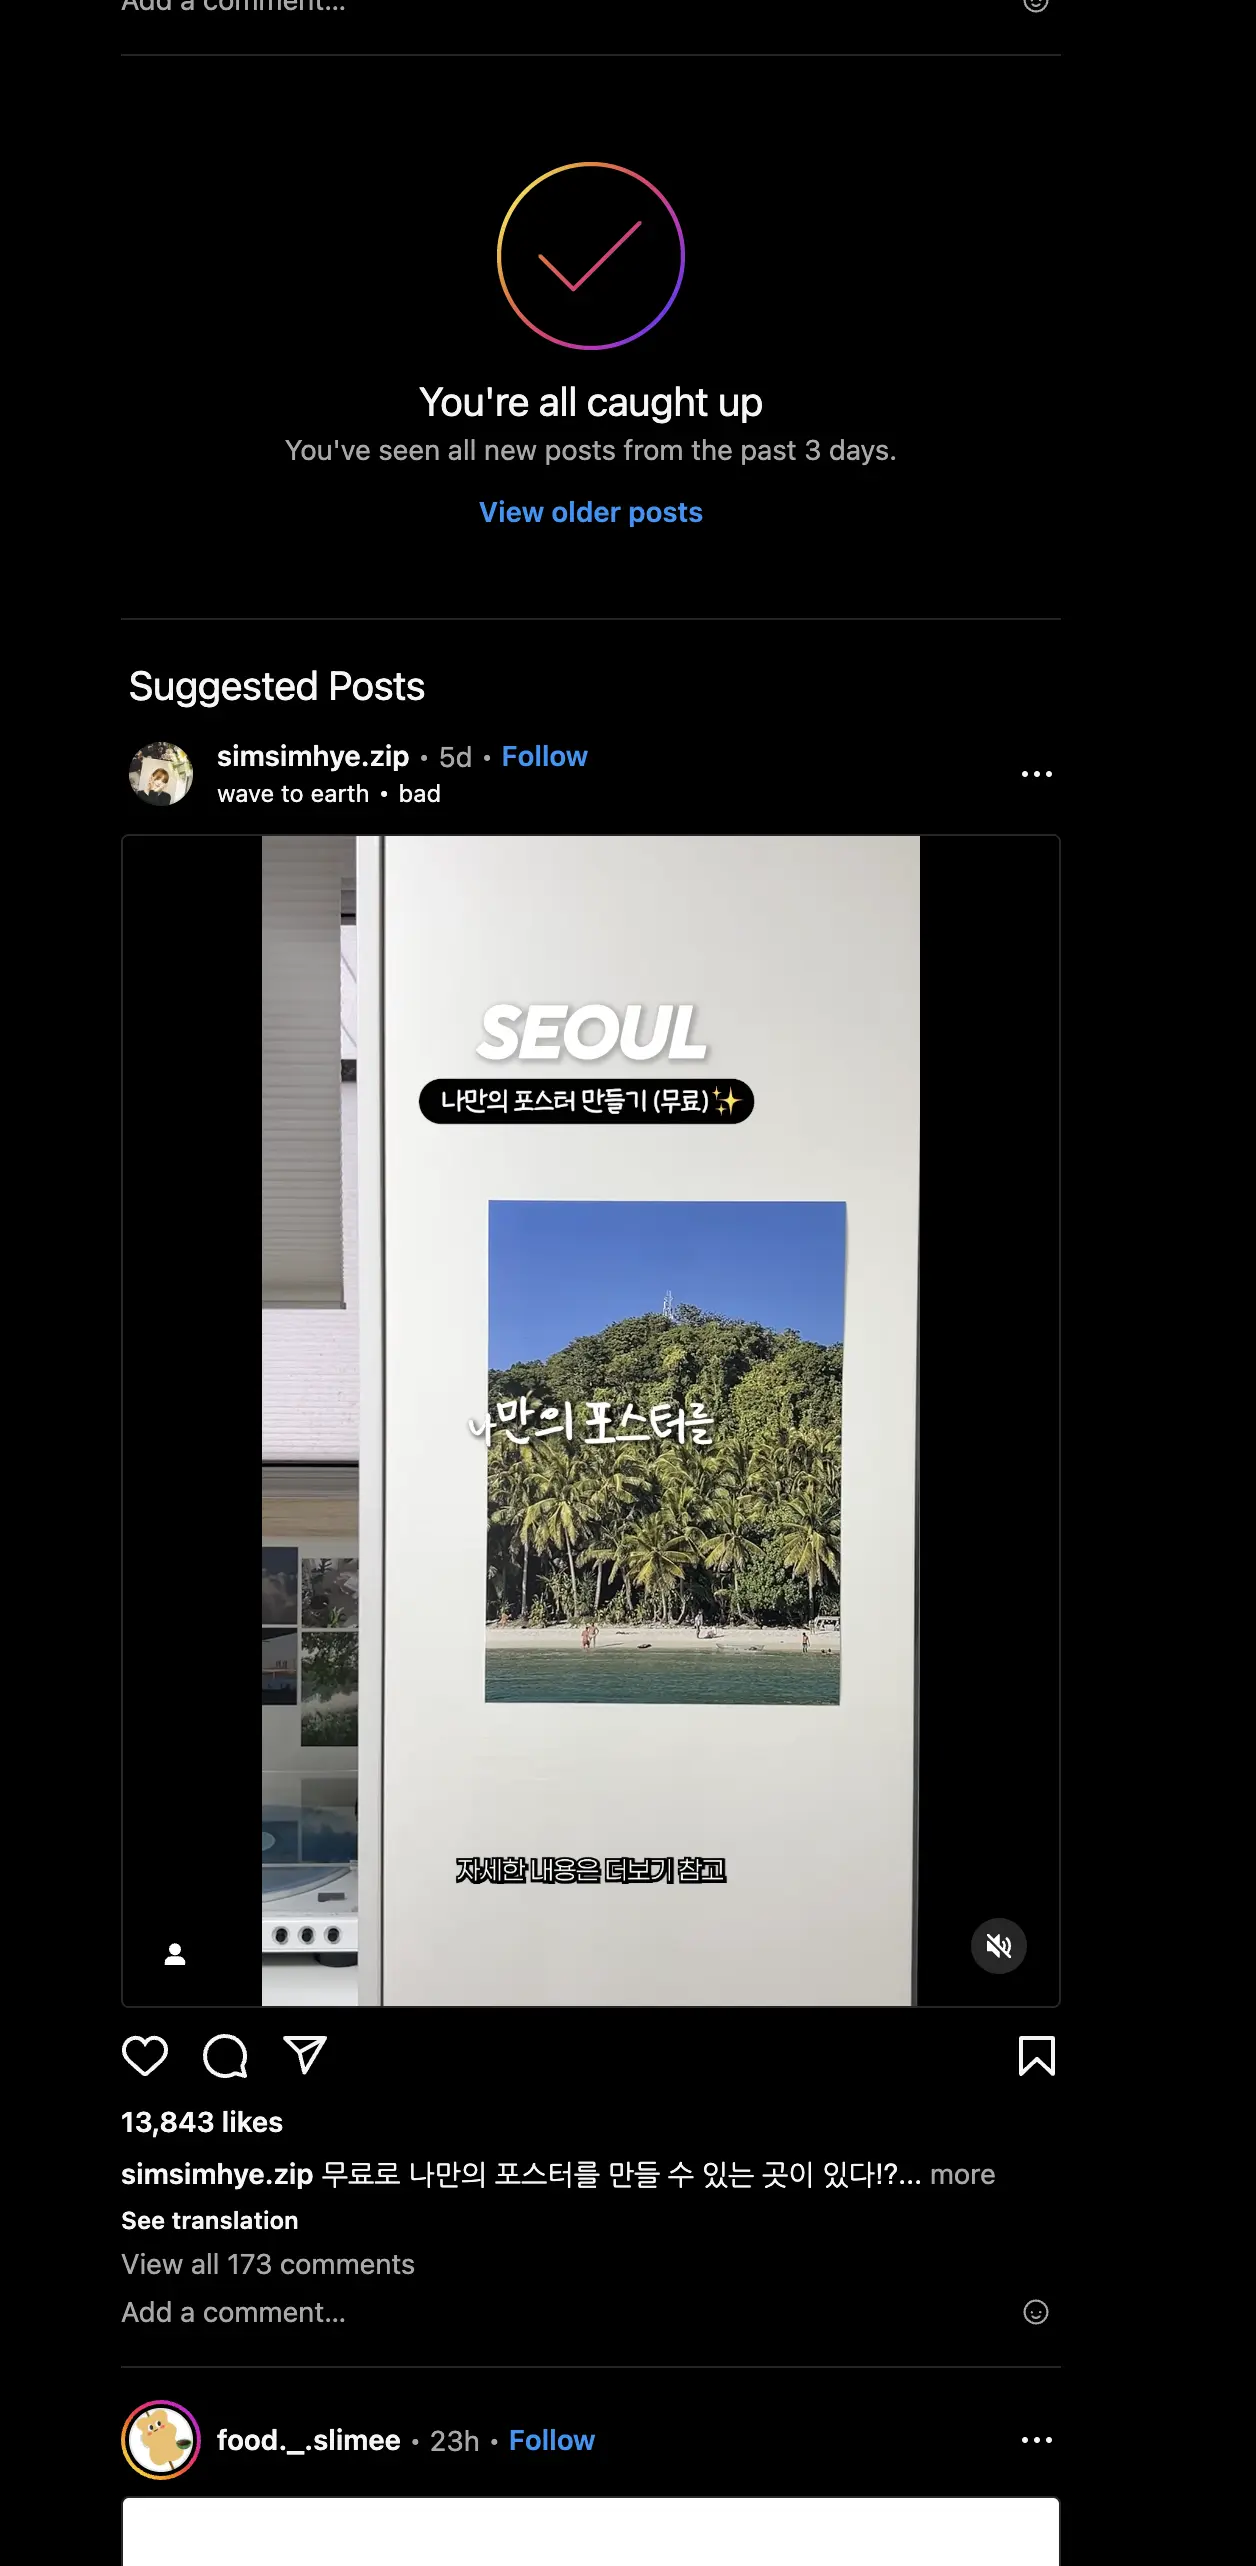 Add a comment...
You're all caught up
You've seen all new posts from the past 3 days.
View older posts
Suggested Posts
simsimhye.zip • 5d • Follow
wave to earth • bad
SEOUL
나만의 포스터 만들기 (무료)✨
나만의 포스터를
자세한 내용은 더보기 참고
13,843 likes
simsimhye.zip 무료로 나만의 포스터를 만들 수 있는 곳이 있다!?... more
See translation
View all 173 comments
Add a comment...
food._.slimee • 23h • Follow